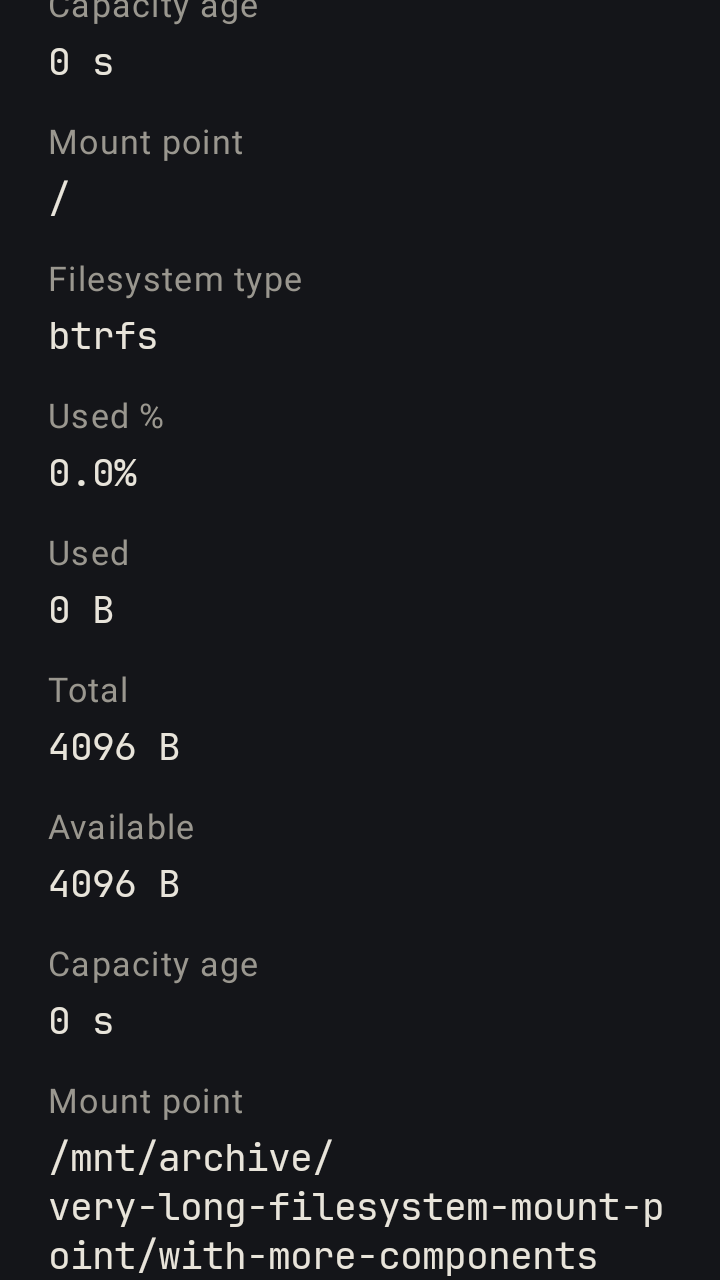 Capacity age
0 s
Mount point
/
Filesystem type
btrfs
Used %
0.0%
Used
0 B
Total
4096 B
Available
4096 B
Capacity age
0 s
Mount point
/mnt/archive/
very-long-filesystem-mount-p
oint/with-more-components